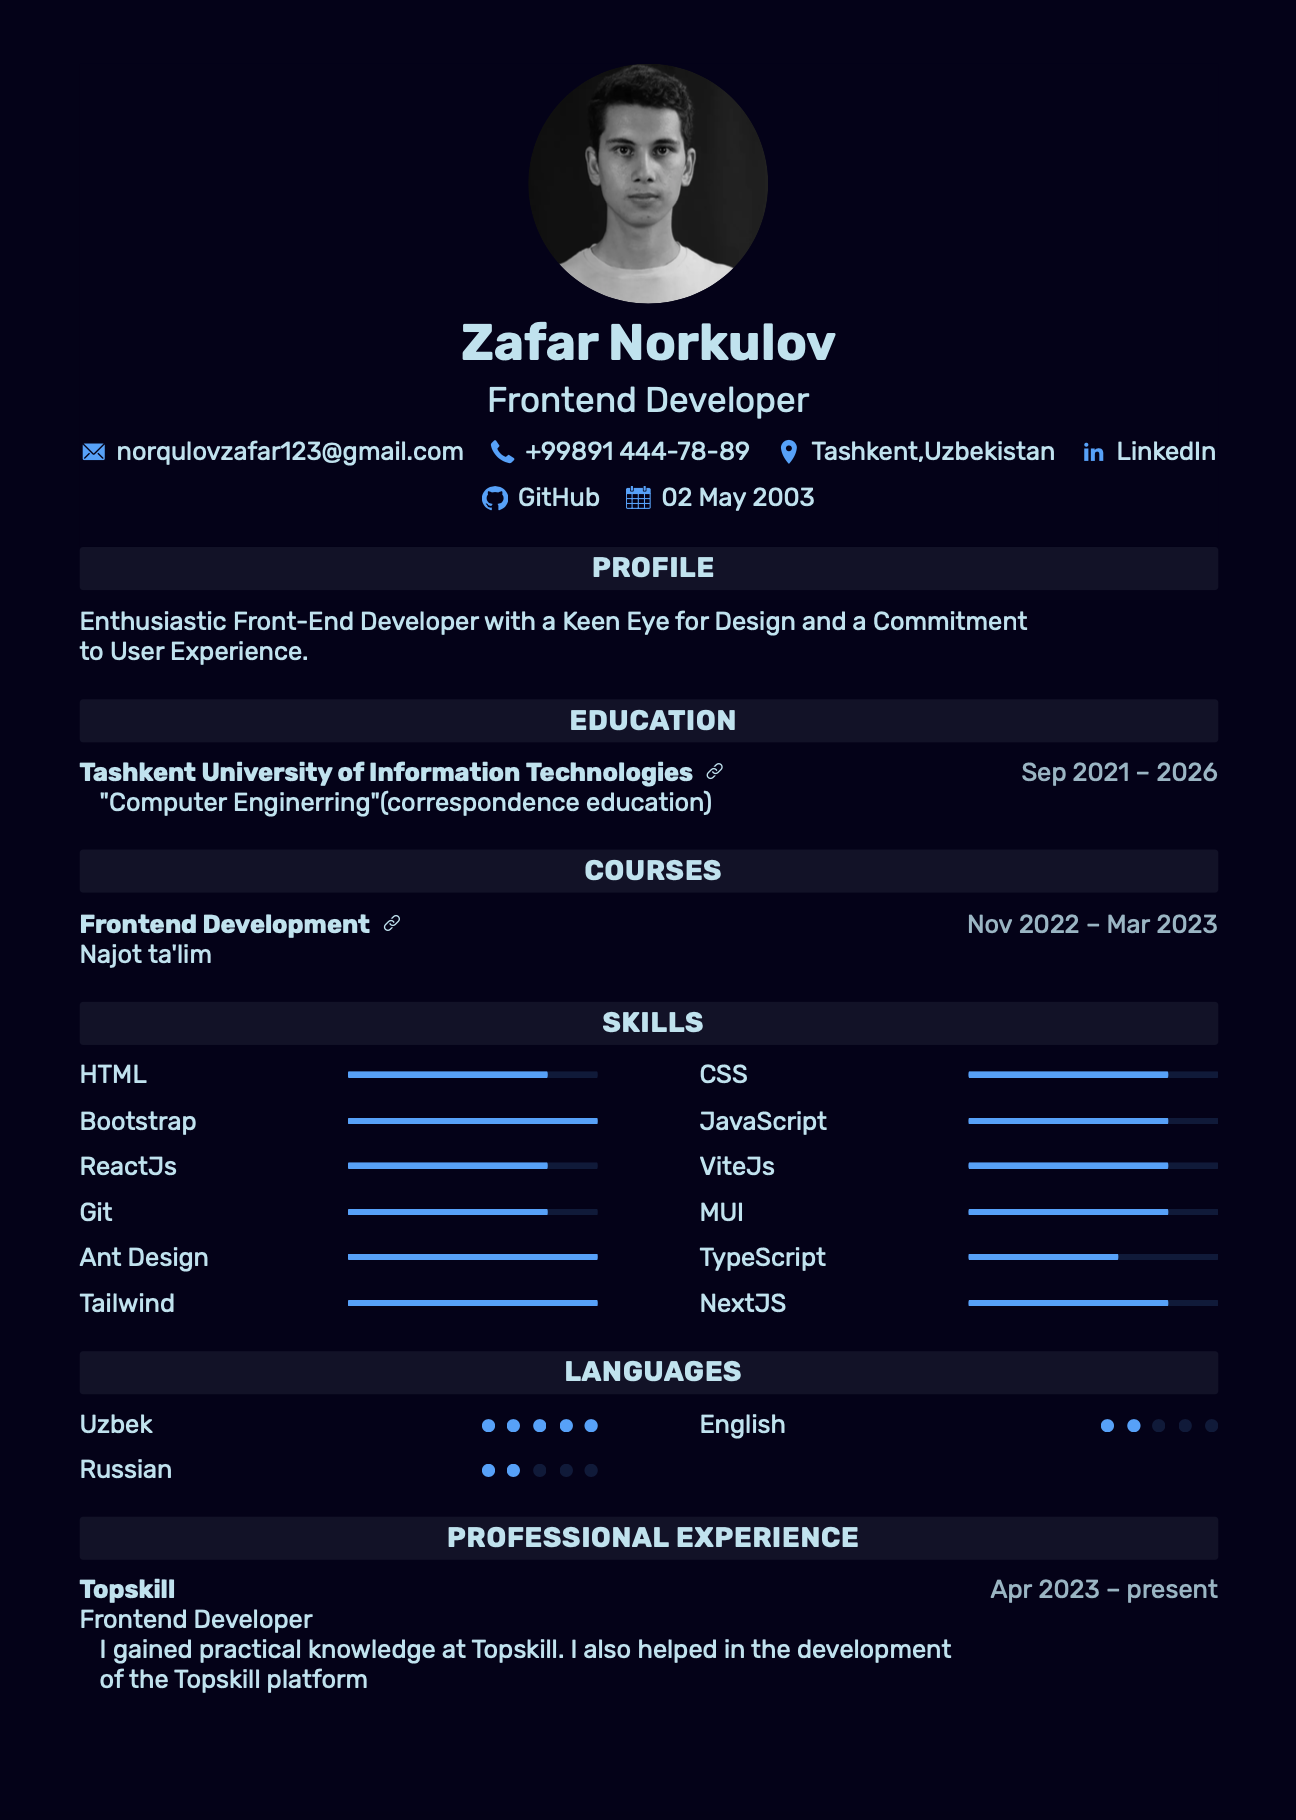 Zafar Norkulov
Frontend Developer
norqulovzafar123@gmail.com +99891 444-78-89 Tashkent,Uzbekistan LinkedIn
GitHub 02 May 2003
PROFILE
Enthusiastic Front-End Developer with a Keen Eye for Design and a Commitment
to User Experience.
EDUCATION
Tashkent University of Information Technologies Sep 2021 – 2026
"Computer Enginerring"(correspondence education)
COURSES
Frontend Development Nov 2022 – Mar 2023
Najot ta'lim
SKILLS
HTML CSS
Bootstrap JavaScript
ReactJs ViteJs
Git MUI
Ant Design TypeScript
Tailwind NextJS
LANGUAGES
Uzbek English
Russian
PROFESSIONAL EXPERIENCE
Topskill Apr 2023 – present
Frontend Developer
I gained practical knowledge at Topskill. I also helped in the development
of the Topskill platform